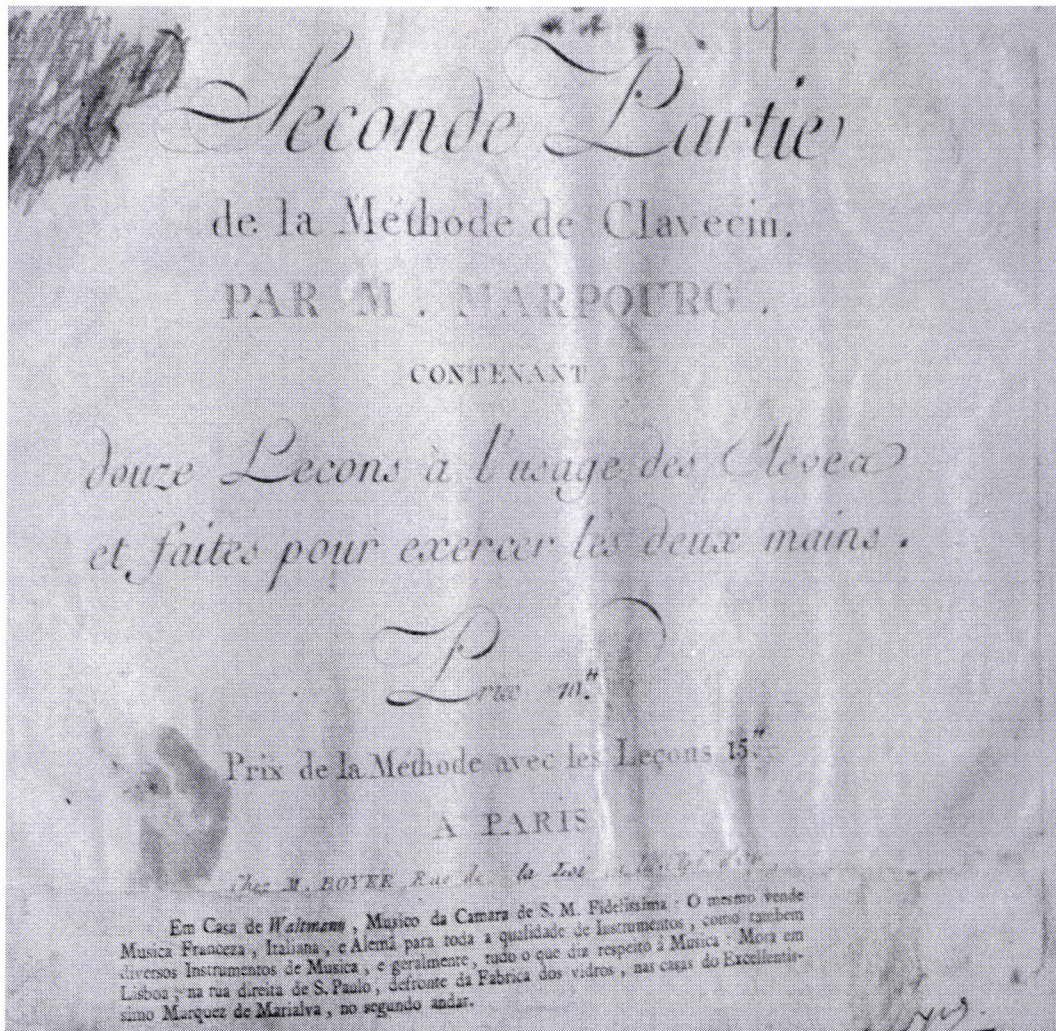 Seconde Partie
de la Méthode de Clavecin.
PAR M. MARPOURG.
CONTENANT
douze Lecons à l'usage des Eleves
et faites pour exercer les deux mains.
Prix 10.ᵗᵗ
Prix de la Méthode avec les Leçons 15.ᵗᵗ
A PARIS
Chez M. BOYER Rue de la Loi
Em Casa de Waltmann, Musico da Camara de S. M. Fidelissima: O mesmo vende
Musica Franceza, Italiana, e Alemã para toda a qualidade de Instrumentos, como tambem
diversos Instrumentos de Musica, e geralmente, tudo o que diz respeito á Musica: Mora em
Lisboa, na rua direita de S. Paulo, defronte da Fabrica dos vidros, nas casas do Excellentis-
simo Marquez de Marialva, no segundo andar.